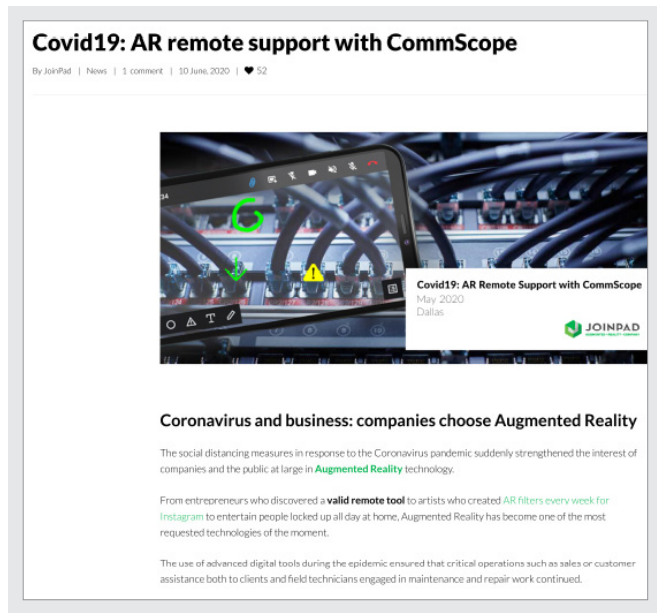 Covid19: AR remote support with CommScope
By JoinPad | News | 1 comment | 10 June, 2020 | ♥ 52
Covid19: AR Remote Support with CommScope
May 2020
Dallas
JOINPAD
Coronavirus and business: companies choose Augmented Reality
The social distancing measures in response to the Coronavirus pandemic suddenly strengthened the interest of
companies and the public at large in Augmented Reality technology.
From entrepreneurs who discovered a valid remote tool to artists who created AR filters every week for
Instagram to entertain people locked up all day at home, Augmented Reality has become one of the most
requested technologies of the moment.
The use of advanced digital tools during the epidemic ensured that critical operations such as sales or customer
assistance both to clients and field technicians engaged in maintenance and repair work continued.